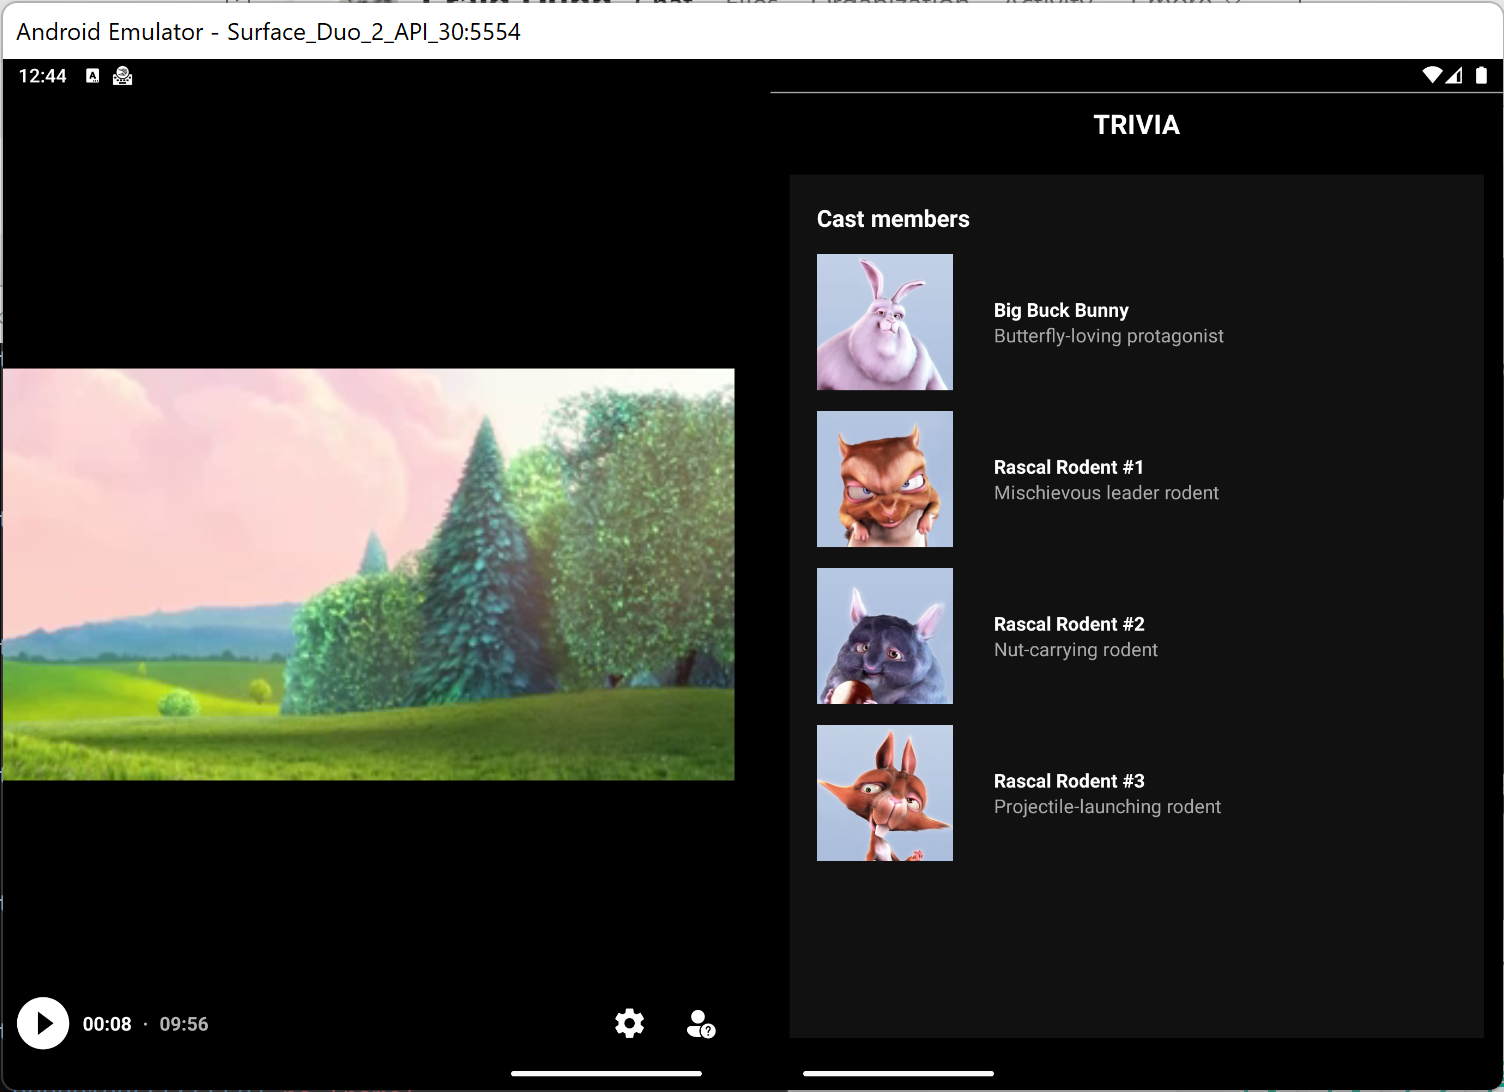 Android Emulator - Surface_Duo_2_API_30:5554
12:44
TRIVIA
Cast members
Big Buck Bunny
Butterfly-loving protagonist
Rascal Rodent #1
Mischievous leader rodent
Rascal Rodent #2
Nut-carrying rodent
Rascal Rodent #3
Projectile-launching rodent
00:08 · 09:56